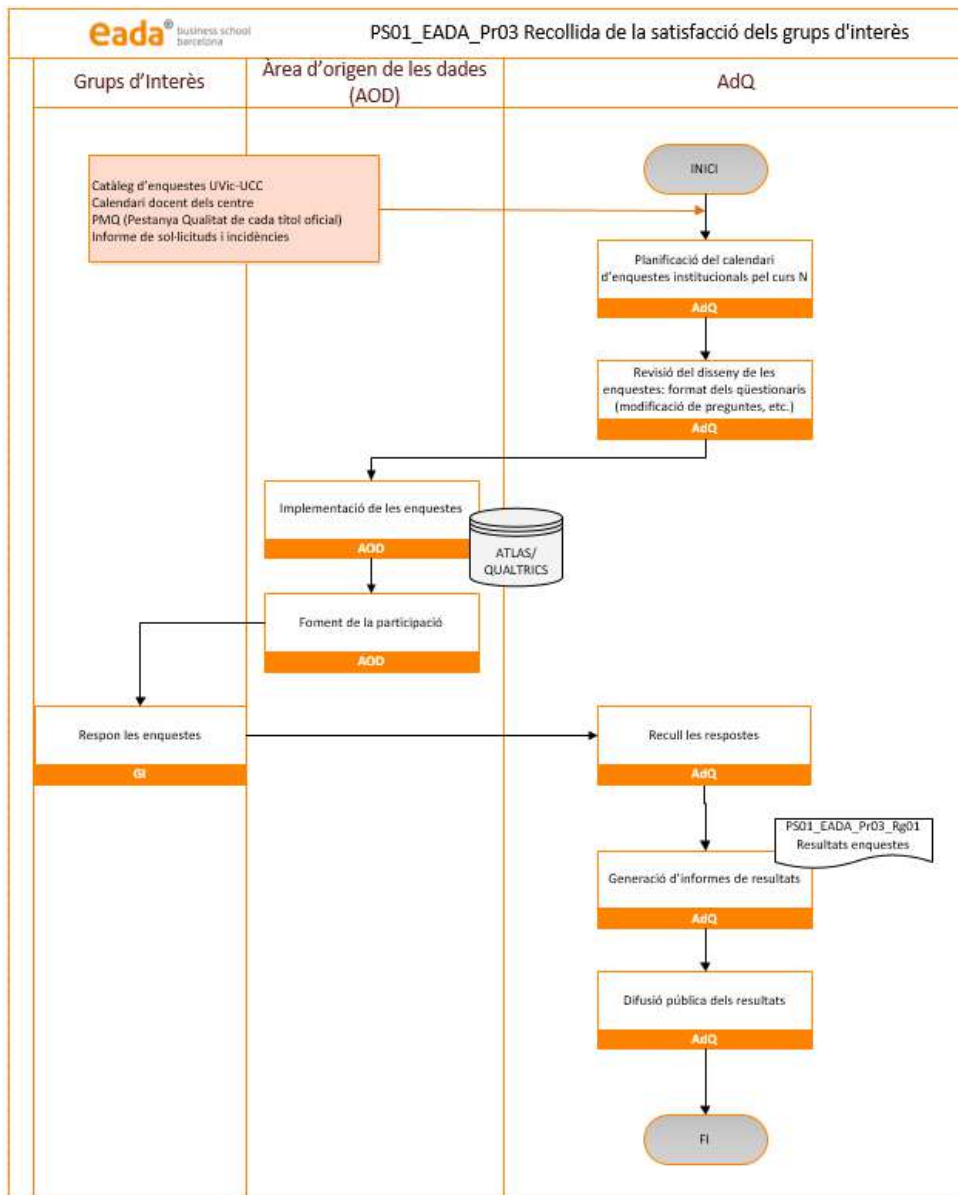 eada® business school
barcelona
PS01_EADA_Pr03 Recollida de la satisfacció dels grups d'interès
Grups d'Interès
Àrea d'origen de les dades
(AOD)
AdQ
INICI
Catàleg d'enquestes UVic-UCC
Calendari docent dels centre
PMQ (Pestanya Qualitat de cada títol oficial)
Informe de sol·licituds i incidències
Planificació del calendari
d'enquestes institucionals pel curs N
AdQ
Revisió del disseny de les
enquestes: format dels qüestionaris
(modificació de preguntes, etc.)
AdQ
Implementació de les enquestes
AOD
ATLAS/
QUALTRICS
Foment de la participació
AOD
Respon les enquestes
GI
Recull les respostes
AdQ
PS01_EADA_Pr03_Rg01
Resultats enquestes
Generació d'informes de resultats
AdQ
Difusió pública dels resultats
AdQ
FI